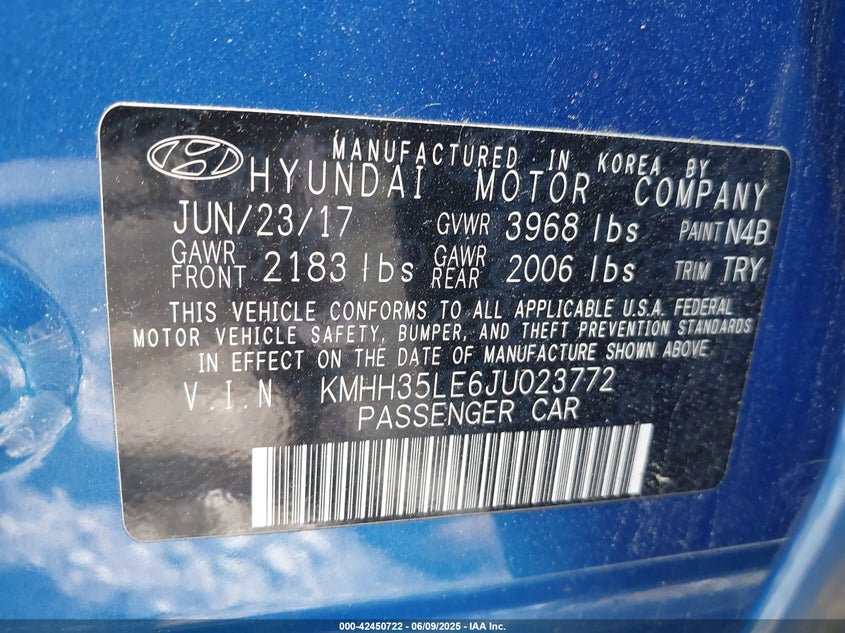 MANUFACTURED IN KOREA BY
HYUNDAI MOTOR COMPANY
JUN/23/17 GVWR 3968 lbs PAINT N4B
GAWR FRONT 2183 lbs GAWR REAR 2006 lbs TRIM TRY
THIS VEHICLE CONFORMS TO ALL APPLICABLE U.S.A. FEDERAL
MOTOR VEHICLE SAFETY, BUMPER, AND THEFT PREVENTION STANDARDS
IN EFFECT ON THE DATE OF MANUFACTURE SHOWN ABOVE
V.I.N KMHH35LE6JU023772
PASSENGER CAR
000-42450722 - 06/09/2025 - IAA Inc.